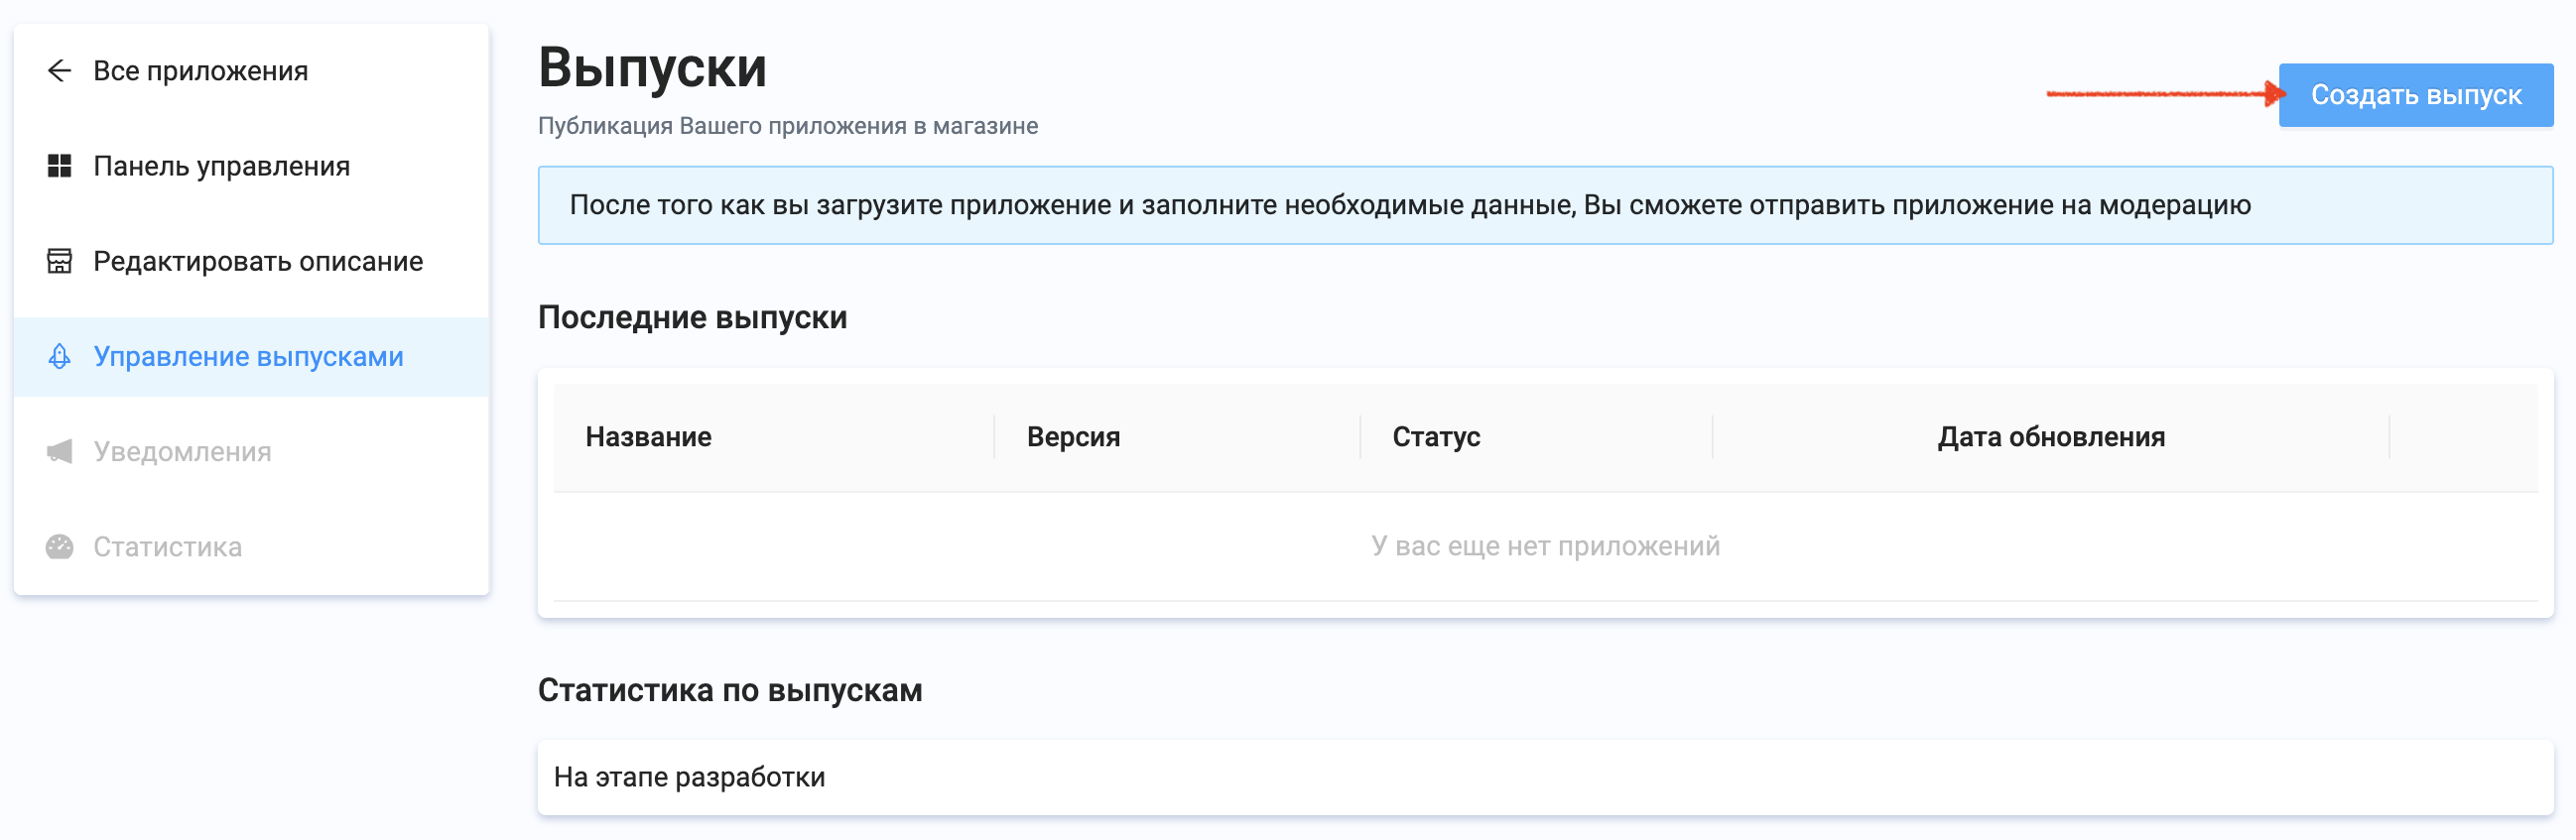 Все приложения
Панель управления
Редактировать описание
Управление выпусками
Уведомления
Статистика
Выпуски
Публикация Вашего приложения в магазине
Создать выпуск
После того как вы загрузите приложение и заполните необходимые данные, Вы сможете отправить приложение на модерацию
Последние выпуски
Название Версия Статус Дата обновления
У вас еще нет приложений
Статистика по выпускам
На этапе разработки